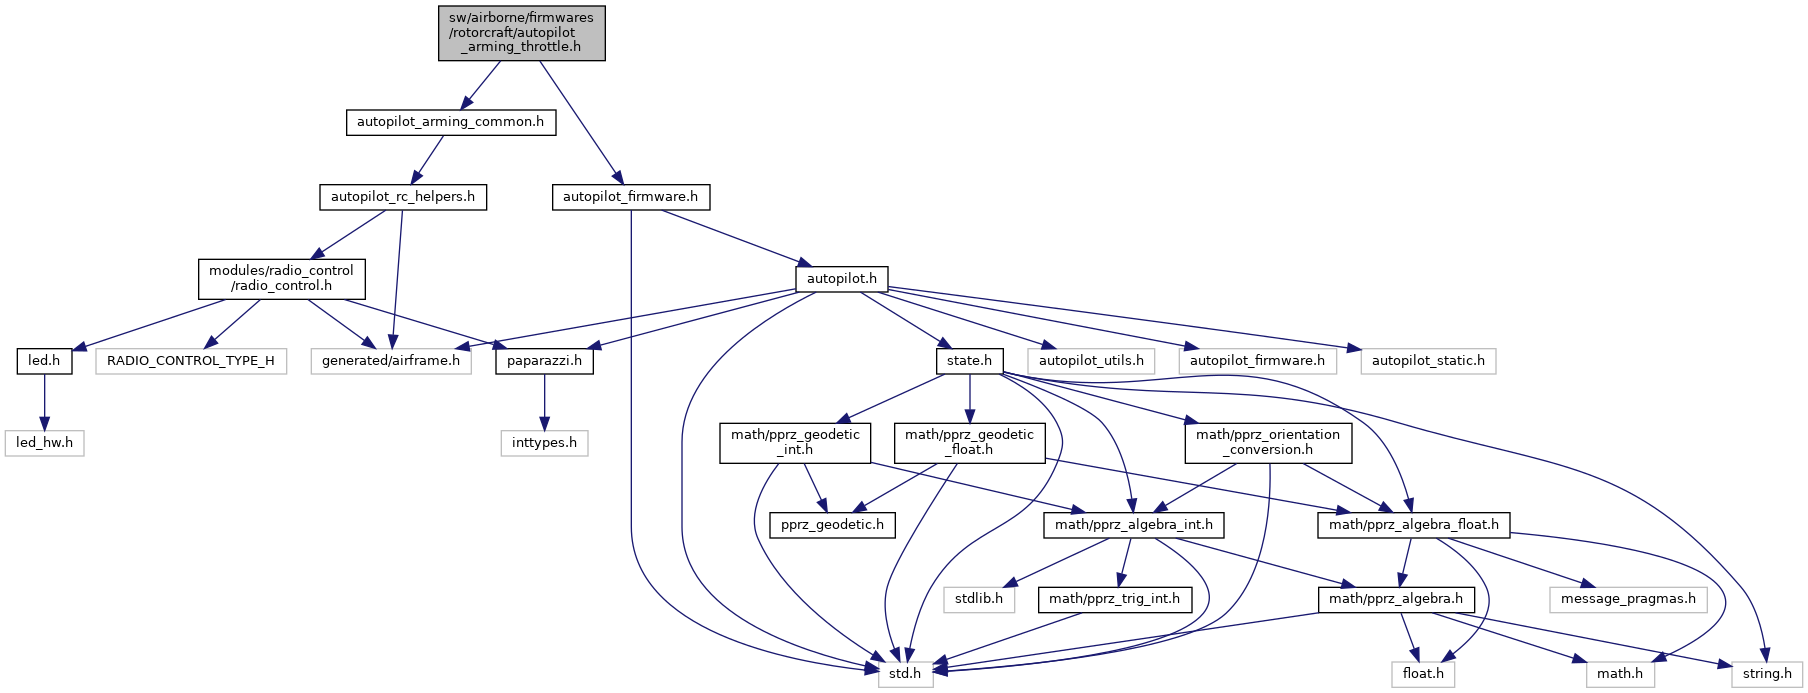 sw/airborne/firmwares
/rotorcraft/autopilot
_arming_throttle.h
autopilot_arming_common.h
autopilot_rc_helpers.h
autopilot_firmware.h
modules/radio_control
/radio_control.h
autopilot.h
led.h
RADIO_CONTROL_TYPE_H
generated/airframe.h
paparazzi.h
state.h
autopilot_utils.h
autopilot_firmware.h
autopilot_static.h
led_hw.h
inttypes.h
math/pprz_geodetic
_int.h
math/pprz_geodetic
_float.h
math/pprz_orientation
_conversion.h
pprz_geodetic.h
math/pprz_algebra_int.h
math/pprz_algebra_float.h
stdlib.h
math/pprz_trig_int.h
math/pprz_algebra.h
message_pragmas.h
std.h
float.h
math.h
string.h